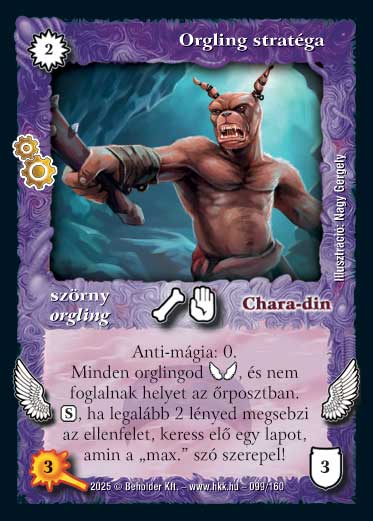 Orgling stratéga
2
Illusztráció: Nagy Gergely
szörny
orgling
Chara-din
Anti-mágia: 0.
Minden orglingod , és nem
foglalnak helyet az őrposztban.
S, ha legalább 2 lényed megsebzi
az ellenfelet, keress elő egy lapot,
amin a „max.” szó szerepel!
3
3
2025 © Beholder Kft. – www.hkk.hu – 099/160